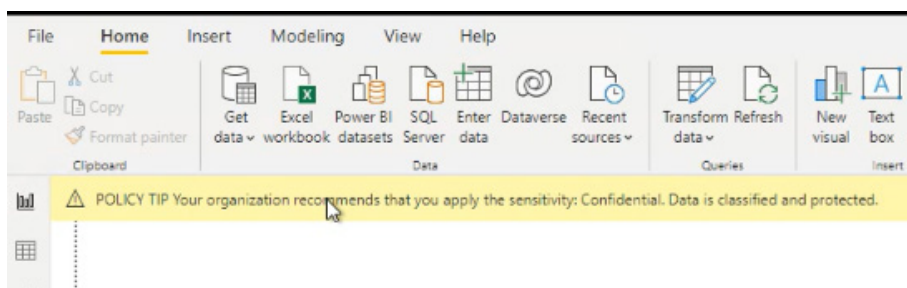 File Home Insert Modeling View Help
Paste
Cut
Copy
Format painter
Clipboard
Get data
Excel workbook
Power BI datasets
SQL Server
Enter data
Dataverse
Recent sources
Data
Transform data
Refresh
Queries
New visual
A
Text box
Insert
POLICY TIP Your organization recommends that you apply the sensitivity: Confidential. Data is classified and protected.